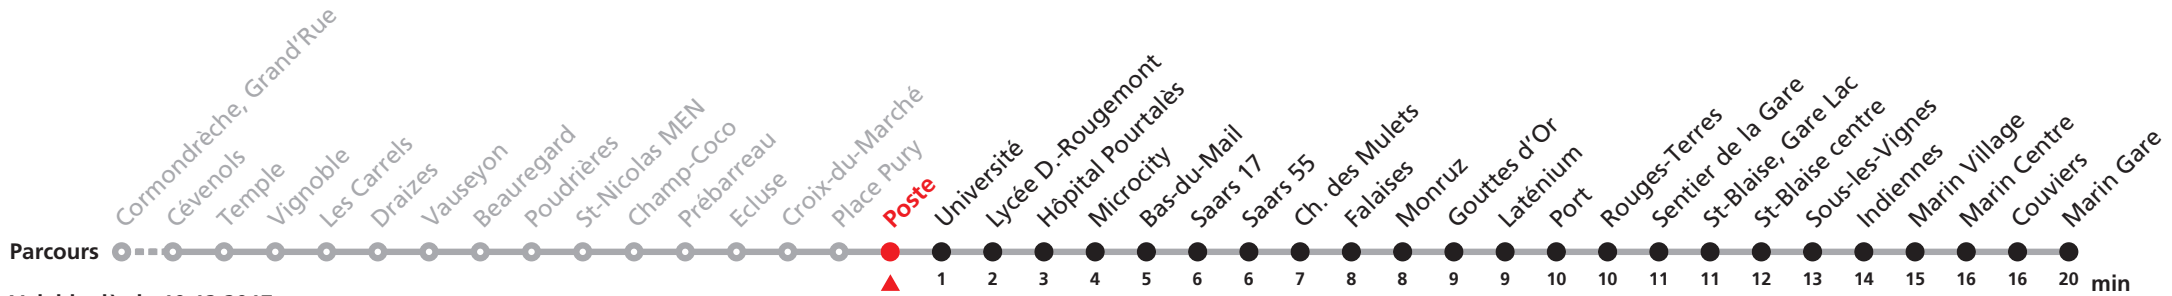 Cormondrèche, Grand'Rue
Cévenols
Temple
Vignoble
Les Carrels
Draizes
Vauseyon
Beauregard
Poudrières
St-Nicolas MEN
Champ-Coco
Prébarreau
Ecluse
Croix-du-Marché
Place Pury
Poste
Université
Lycée D.-Rougemont
Hôpital Pourtalès
Microcity
Bas-du-Mail
Saars 17
Saars 55
Ch. des Mulets
Falaises
Monruz
Gouttes d'Or
Laténium
Port
Rouges-Terres
Sentier de la Gare
St-Blaise, Gare Lac
St-Blaise centre
Sous-les-Vignes
Indiennes
Marin Village
Marin Centre
Couviers
Marin Gare
Parcours
1 2 3 4 5 6 6 7 8 8 9 9 10 10 11 11 12 13 14 15 16 16 20 min